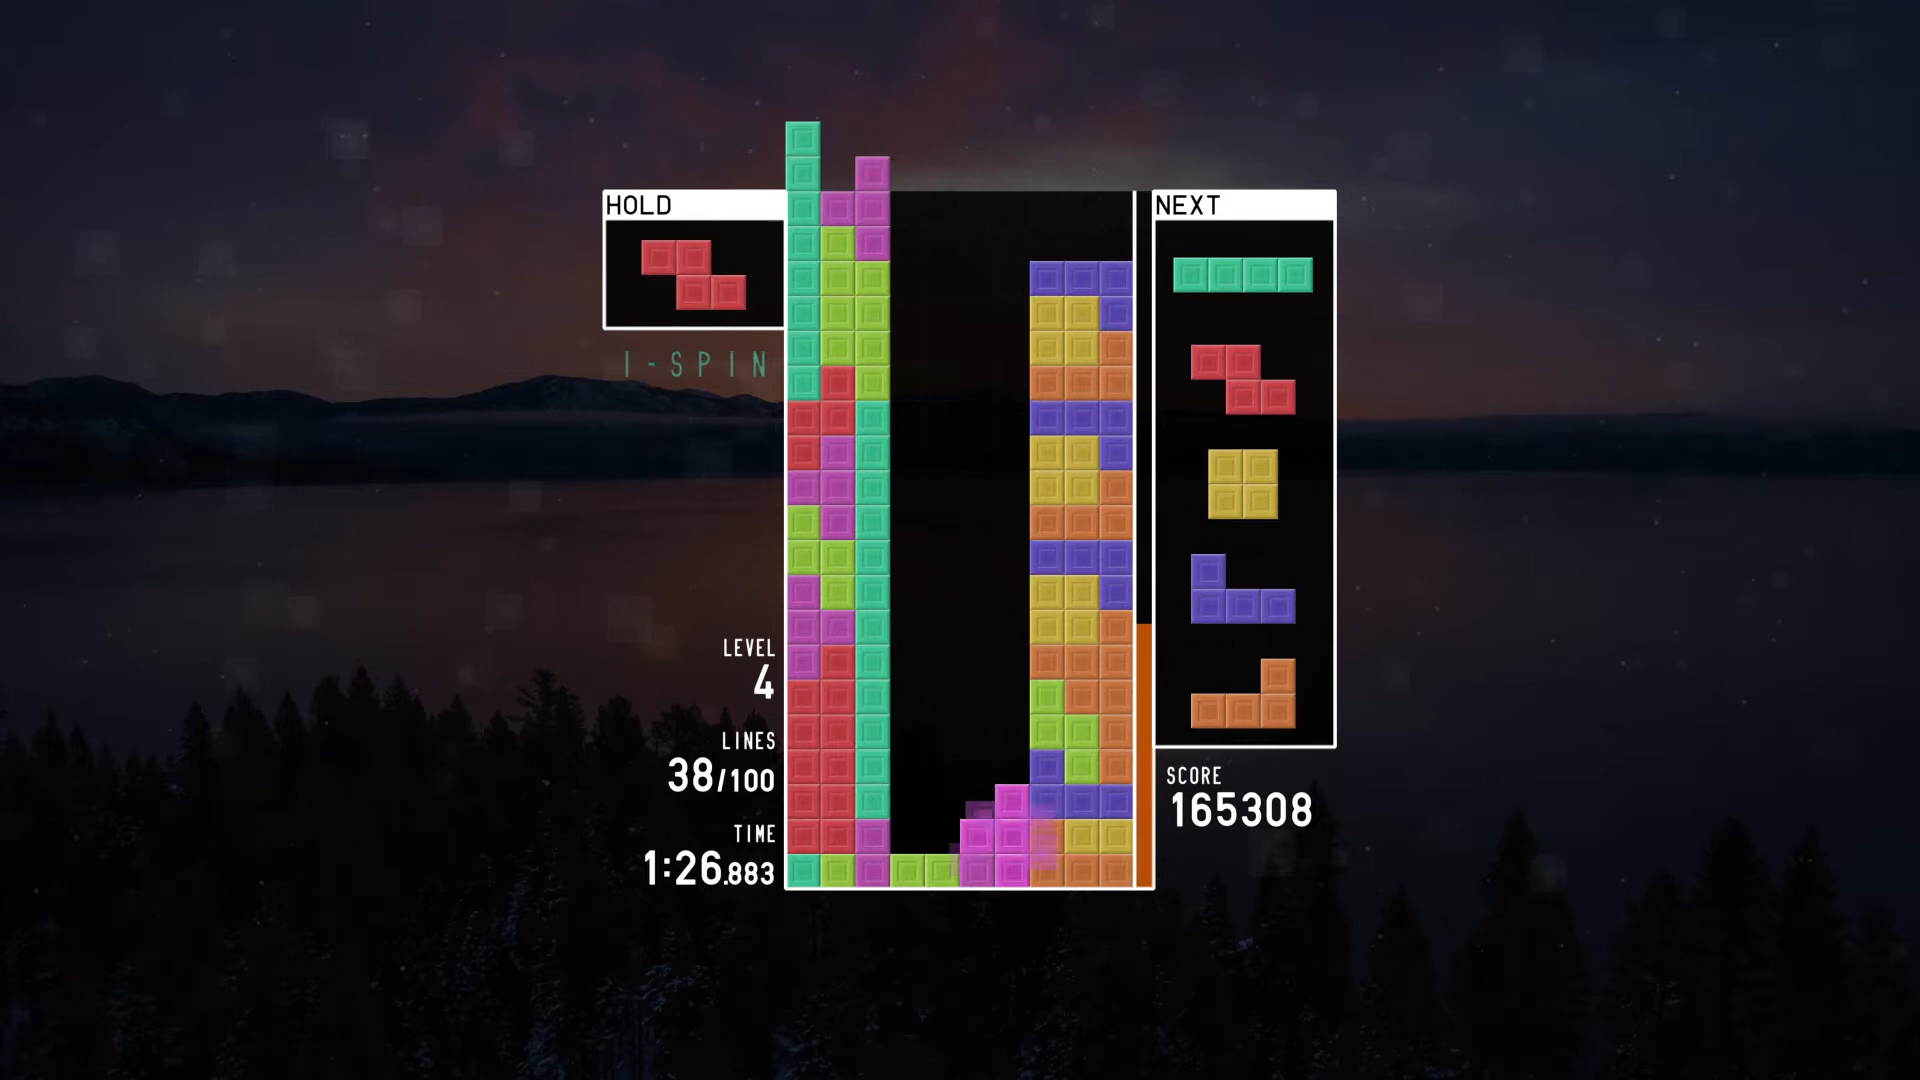 HOLD
NEXT
I-SPIN
LEVEL
4
LINES
38/100
TIME
1:26.883
SCORE
165308